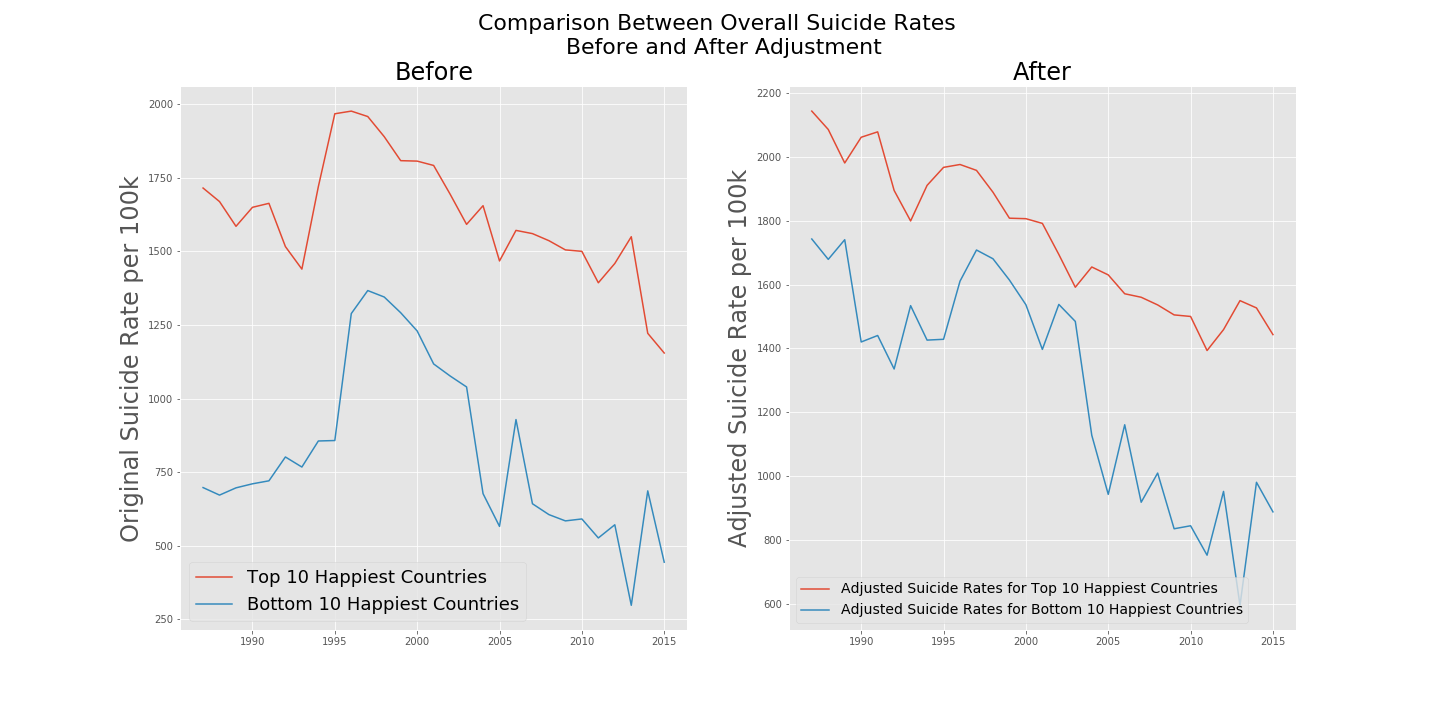 Comparison Between Overall Suicide Rates
Before and After Adjustment
Before
Original Suicide Rate per 100k
2000
1750
1500
1250
1000
750
500
250
Top 10 Happiest Countries
Bottom 10 Happiest Countries
1990 1995 2000 2005 2010 2015
After
Adjusted Suicide Rate per 100k
2200
2000
1800
1600
1400
1200
1000
800
600
Adjusted Suicide Rates for Top 10 Happiest Countries
Adjusted Suicide Rates for Bottom 10 Happiest Countries
1990 1995 2000 2005 2010 2015